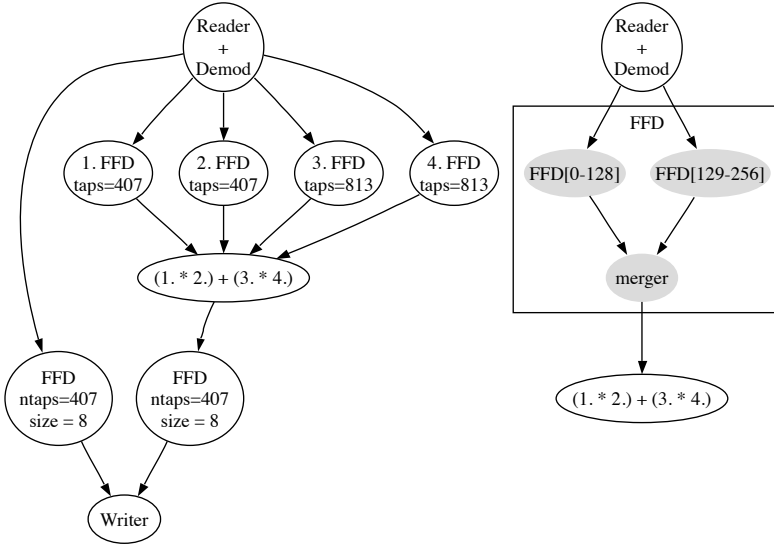 Reader
+
Demod
1. FFD
taps=407
2. FFD
taps=407
3. FFD
taps=813
4. FFD
taps=813
(1. * 2.) + (3. * 4.)
FFD
ntaps=407
size = 8
FFD
ntaps=407
size = 8
Writer
Reader
+
Demod
FFD
FFD[0-128]
FFD[129-256]
merger
(1. * 2.) + (3. * 4.)